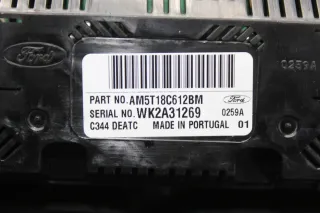 Ford
0259A
PART NO. AM5T18C612BM
Ford
SERIAL NO. WK2A31269
0259A
C344 DEATC MADE IN PORTUGAL 01